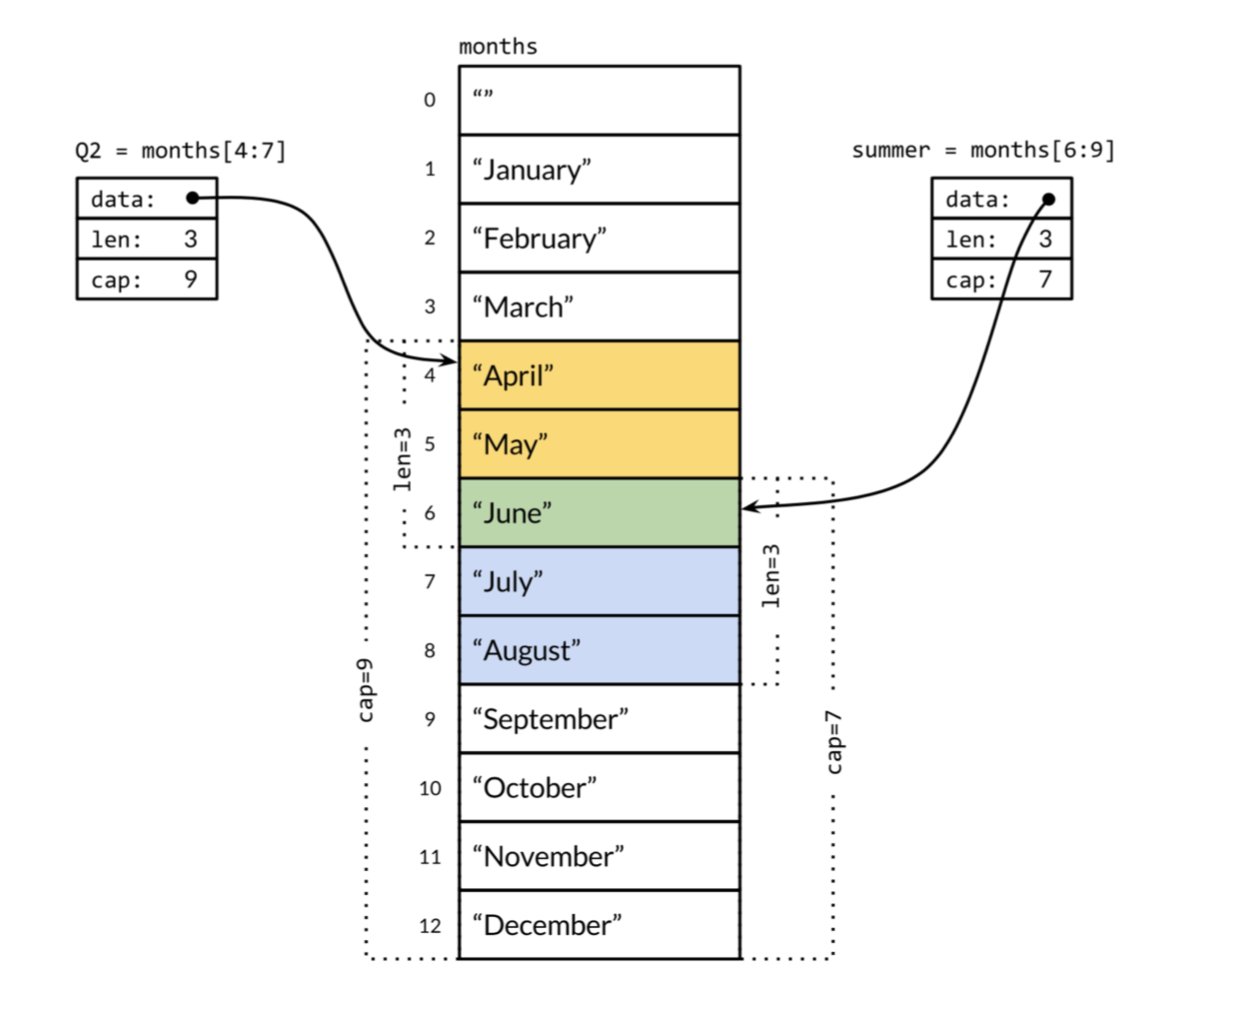 months
0 “”
Q2 = months[4:7]
summer = months[6:9]
1 “January”
data:
data:
2 “February”
len: 3
len: 3
cap: 9
cap: 7
3 “March”
4 “April”
5 “May”
len=3
6 “June”
len=3
7 “July”
8 “August”
cap=9
9 “September”
cap=7
10 “October”
11 “November”
12 “December”